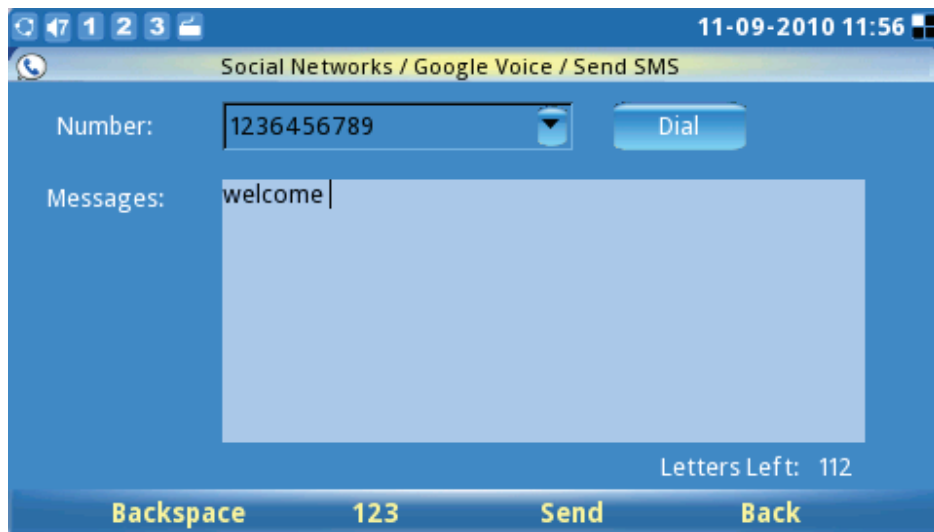 47 1 2 3 11-09-2010 11:56
Social Networks / Google Voice / Send SMS
Number: 1236456789 Dial
Messages: welcome
Letters Left: 112
Backspace 123 Send Back